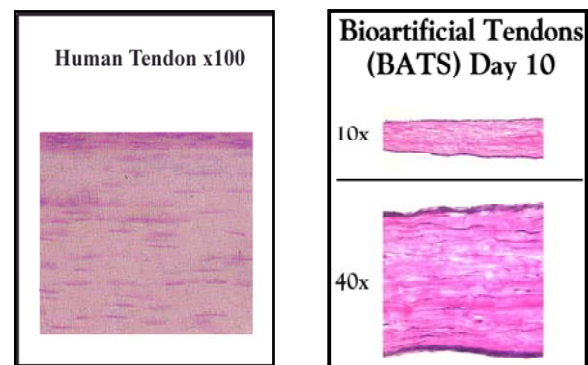 Human Tendon x100
Bioartificial Tendons
(BATS) Day 10
10x
40x